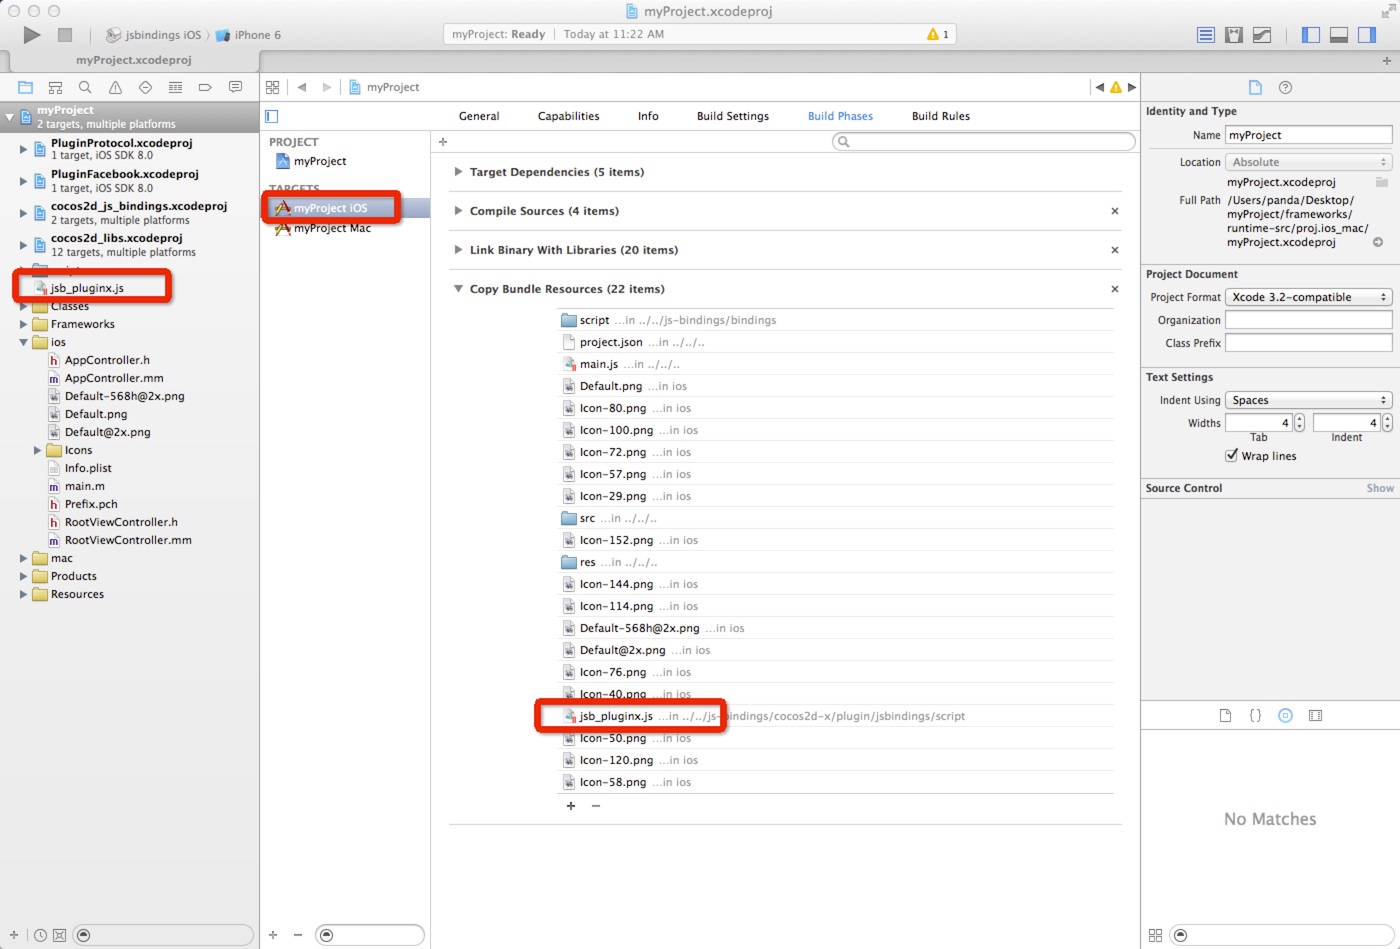 myProject.xcodeproj
jsbindings iOS
iPhone 6
myProject: Ready
Today at 11:22 AM
1
myProject.xcodeproj
myProject
2 targets, multiple platforms
PluginProtocol.xcodeproj
1 target, iOS SDK 8.0
PluginFacebook.xcodeproj
1 target, iOS SDK 8.0
cocos2d_js_bindings.xcodeproj
2 targets, multiple platforms
cocos2d_libs.xcodeproj
12 targets, multiple platforms
jsb_pluginx.js
Classes
Frameworks
ios
AppController.h
AppController.mm
Default-568h@2x.png
Default.png
Default@2x.png
Icons
Info.plist
main.m
Prefix.pch
RootViewController.h
RootViewController.mm
mac
Products
Resources
myProject
PROJECT
myProject
TARGETS
myProject iOS
myProject Mac
General
Capabilities
Info
Build Settings
Build Phases
Build Rules
Target Dependencies (5 items)
Compile Sources (4 items)
Link Binary With Libraries (20 items)
Copy Bundle Resources (22 items)
script ...in ../../js-bindings/bindings
project.json ...in ../../..
main.js ...in ../../..
Default.png ...in ios
Icon-80.png ...in ios
Icon-100.png ...in ios
Icon-72.png ...in ios
Icon-57.png ...in ios
Icon-29.png ...in ios
src ...in ../../..
Icon-152.png ...in ios
res ...in ../../..
Icon-144.png ...in ios
Icon-114.png ...in ios
Default-568h@2x.png ...in ios
Default@2x.png ...in ios
Icon-76.png ...in ios
Icon-40.png ...in ios
jsb_pluginx.js ...in ../../js-bindings/cocos2d-x/plugin/jsbindings/script
Icon-50.png ...in ios
Icon-120.png ...in ios
Icon-58.png ...in ios
Identity and Type
Name myProject
Location Absolute
myProject.xcodeproj
Full Path /Users/panda/Desktop/
myProject/frameworks/
runtime-src/proj.ios_mac/
myProject.xcodeproj
Project Document
Project Format Xcode 3.2-compatible
Organization
Class Prefix
Text Settings
Indent Using Spaces
Widths 4 4
Tab Indent
Wrap lines
Source Control Show
No Matches